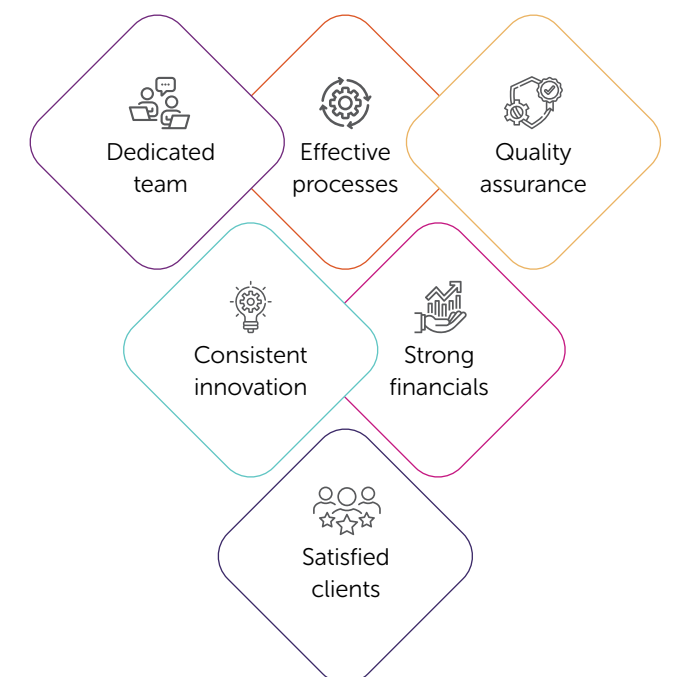 Dedicated
team
Effective
processes
Quality
assurance
Consistent
innovation
Strong
financials
Satisfied
clients